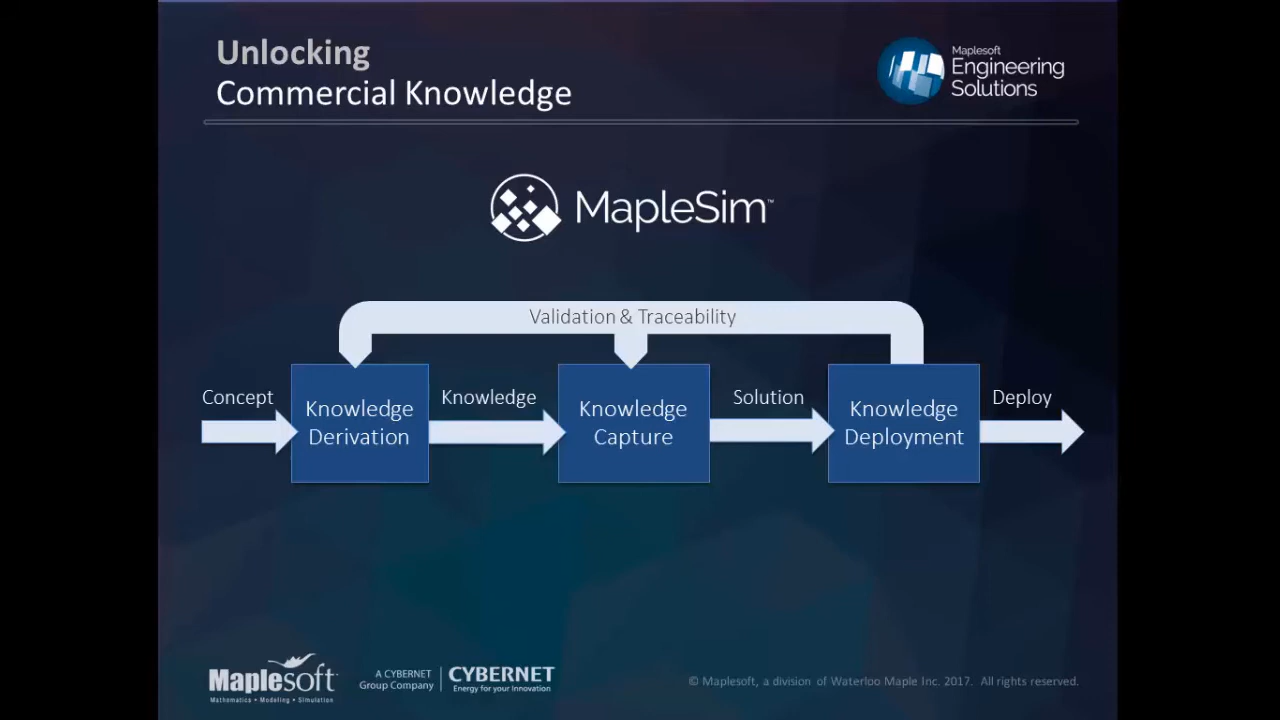 Unlocking
Commercial Knowledge
Maplesoft
Engineering
Solutions
MapleSim™
Validation & Traceability
Concept
Knowledge
Derivation
Knowledge
Knowledge
Capture
Solution
Knowledge
Deployment
Deploy
Maplesoft
Mathematics • Modeling • Simulation
A CYBERNET
Group Company
CYBERNET
Energy for your Innovation
© Maplesoft, a division of Waterloo Maple Inc. 2017. All rights reserved.